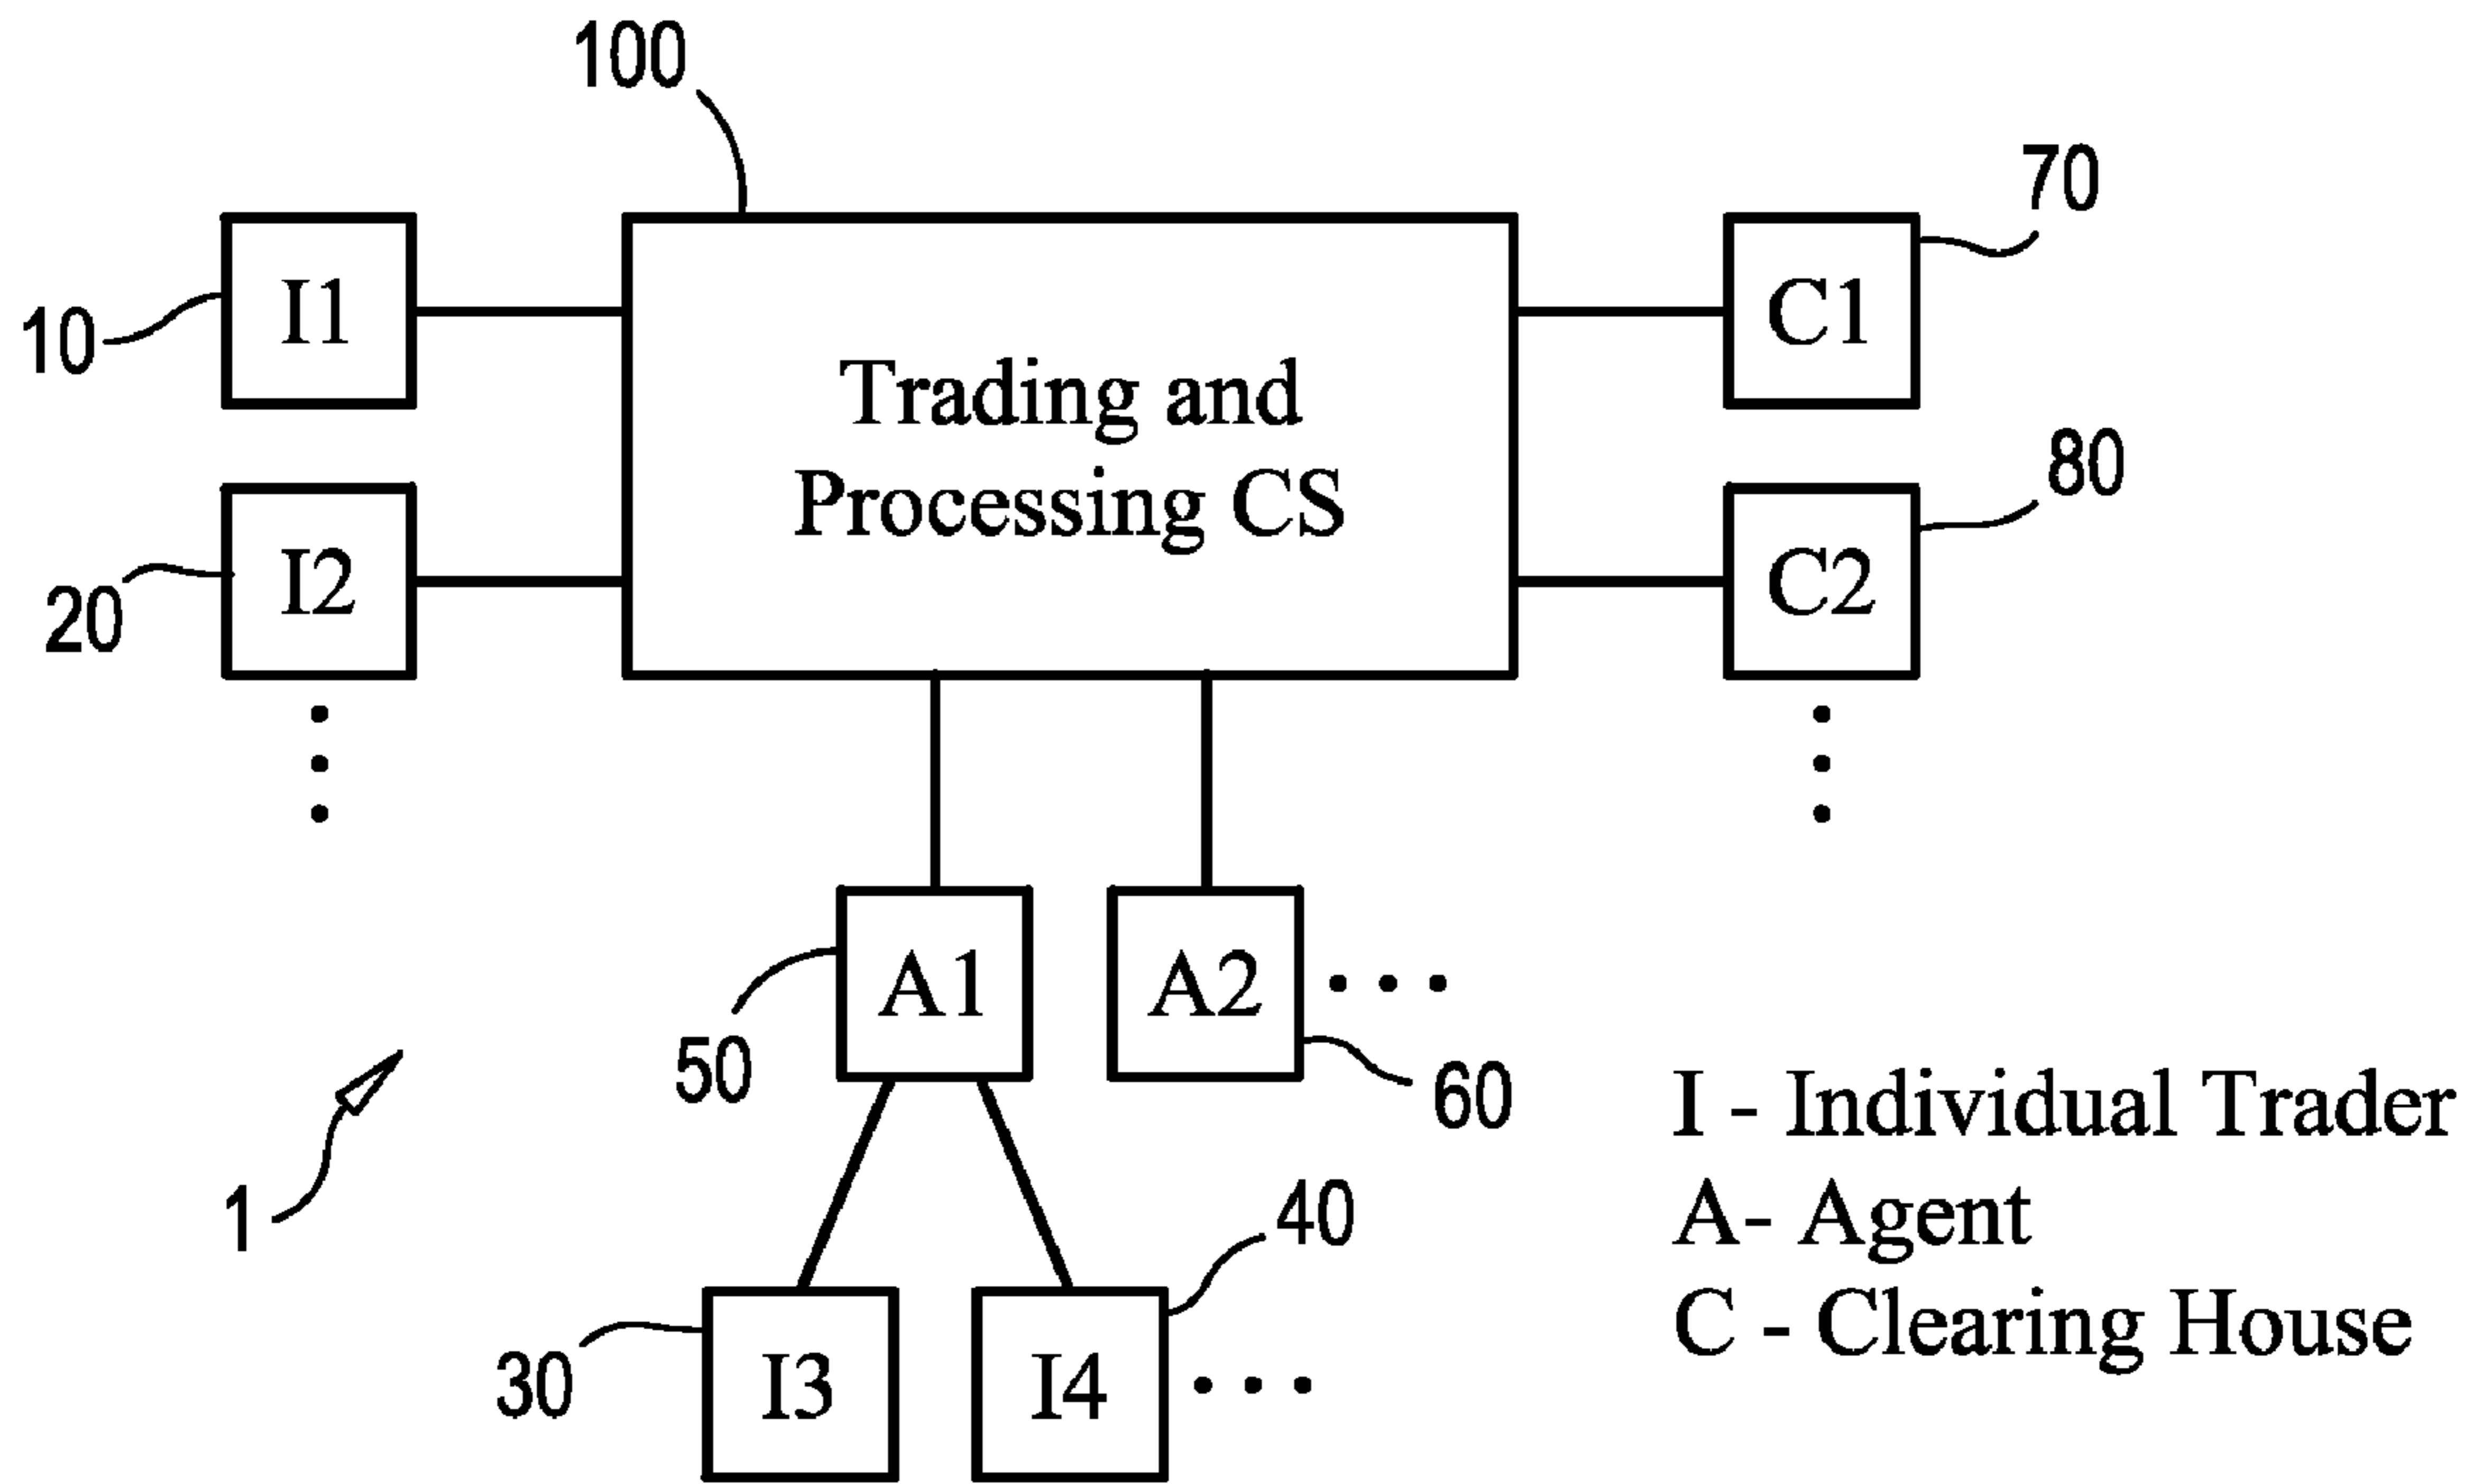 100
70
I1
C1
10
Trading and
Processing CS
80
I2
C2
20
A1
A2
50
60
I - Individual Trader
1
40
A- Agent
C - Clearing House
30
I3
I4